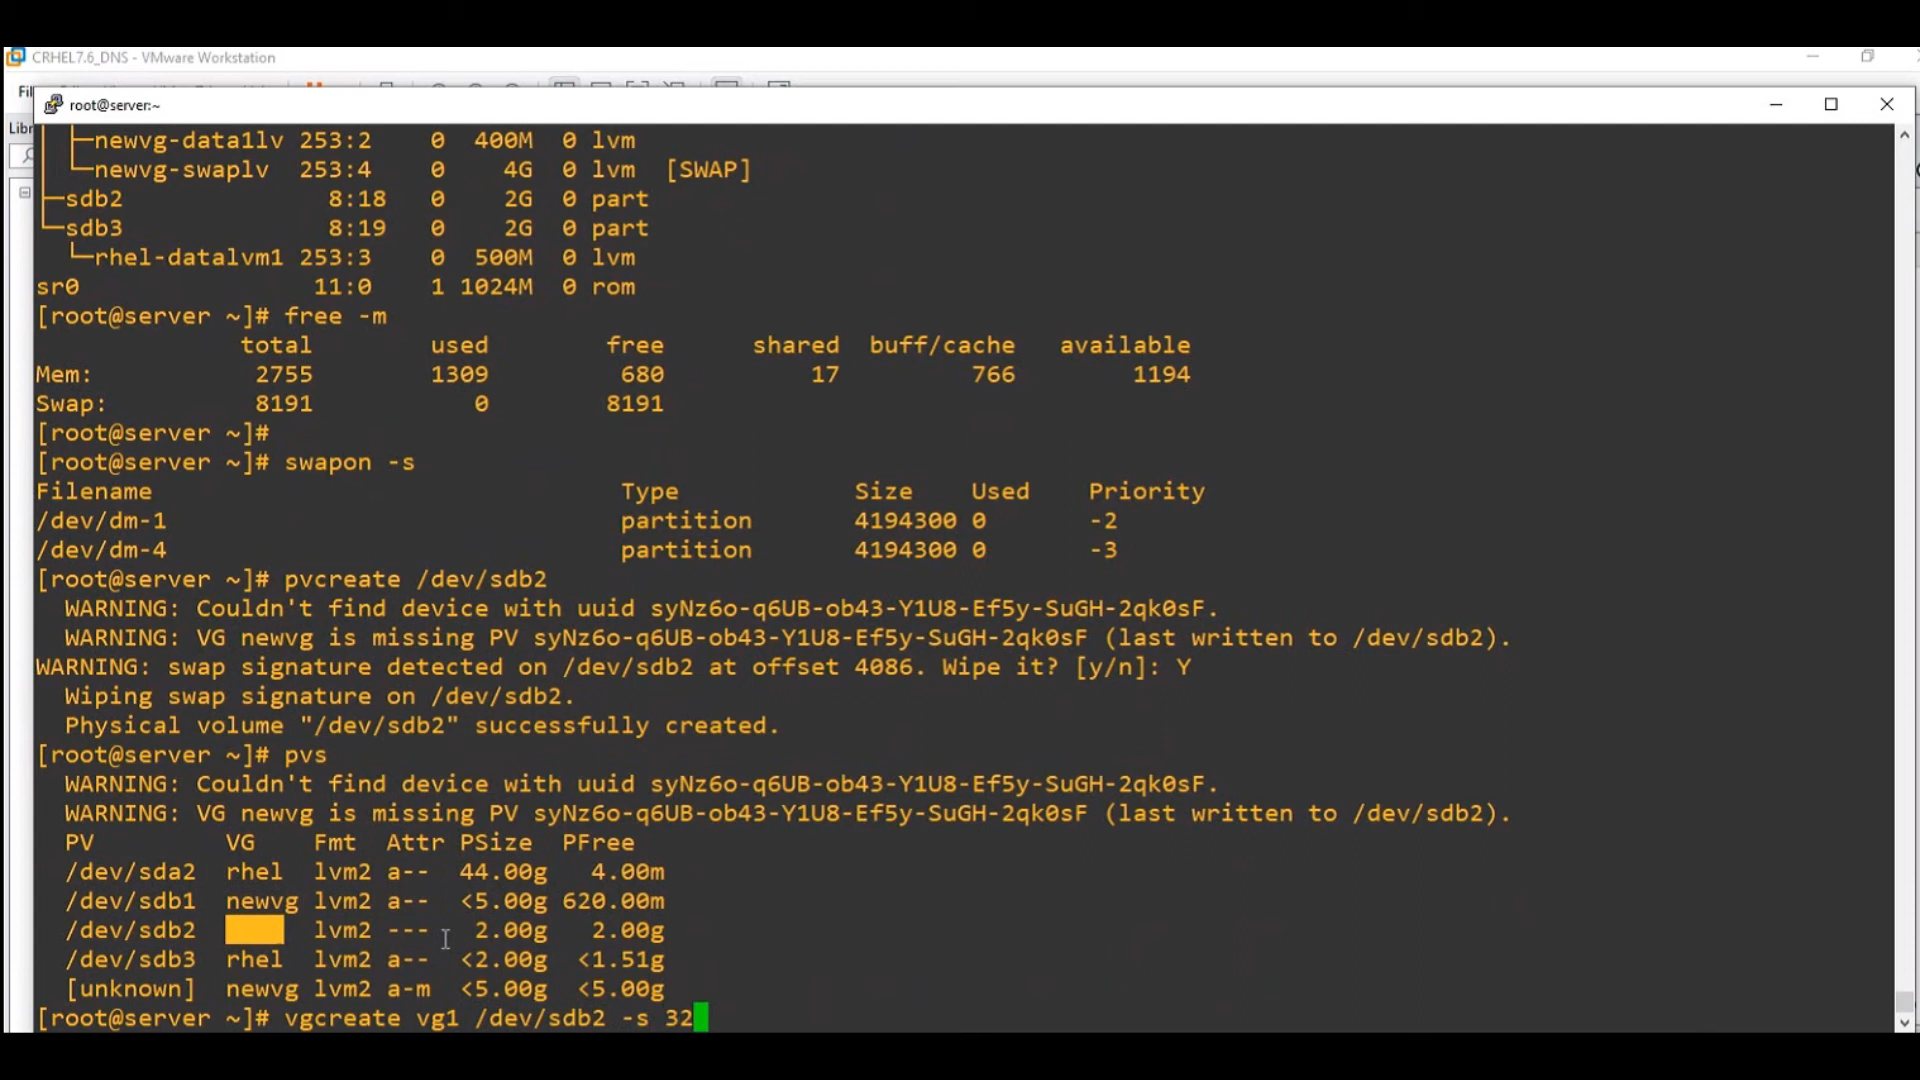 CRHEL7.6_DNS - VMware Workstation
root@server:~
Libr
├─newvg-data1lv 253:2    0  400M  0 lvm
└─newvg-swaplv  253:4    0    4G  0 lvm  [SWAP]
├─sdb2              8:18   0    2G  0 part
└─sdb3              8:19   0    2G  0 part
└─rhel-datalvm1 253:3    0  500M  0 lvm
sr0                11:0    1 1024M  0 rom
[root@server ~]# free -m
total        used        free      shared  buff/cache   available
Mem:           2755        1309         680          17         766        1194
Swap:          8191           0        8191
[root@server ~]#
[root@server ~]# swapon -s
Filename                                Type            Size    Used    Priority
/dev/dm-1                               partition       4194300 0       -2
/dev/dm-4                               partition       4194300 0       -3
[root@server ~]# pvcreate /dev/sdb2
WARNING: Couldn't find device with uuid syNz6o-q6UB-ob43-Y1U8-Ef5y-SuGH-2qk0sF.
WARNING: VG newvg is missing PV syNz6o-q6UB-ob43-Y1U8-Ef5y-SuGH-2qk0sF (last written to /dev/sdb2).
WARNING: swap signature detected on /dev/sdb2 at offset 4086. Wipe it? [y/n]: Y
Wiping swap signature on /dev/sdb2.
Physical volume "/dev/sdb2" successfully created.
[root@server ~]# pvs
WARNING: Couldn't find device with uuid syNz6o-q6UB-ob43-Y1U8-Ef5y-SuGH-2qk0sF.
WARNING: VG newvg is missing PV syNz6o-q6UB-ob43-Y1U8-Ef5y-SuGH-2qk0sF (last written to /dev/sdb2).
PV         VG    Fmt  Attr PSize  PFree
/dev/sda2  rhel  lvm2 a--  44.00g   4.00m
/dev/sdb1  newvg lvm2 a--  <5.00g 620.00m
/dev/sdb2        lvm2 ---   2.00g   2.00g
/dev/sdb3  rhel  lvm2 a--  <2.00g  <1.51g
[unknown]  newvg lvm2 a-m  <5.00g  <5.00g
[root@server ~]# vgcreate vg1 /dev/sdb2 -s 32